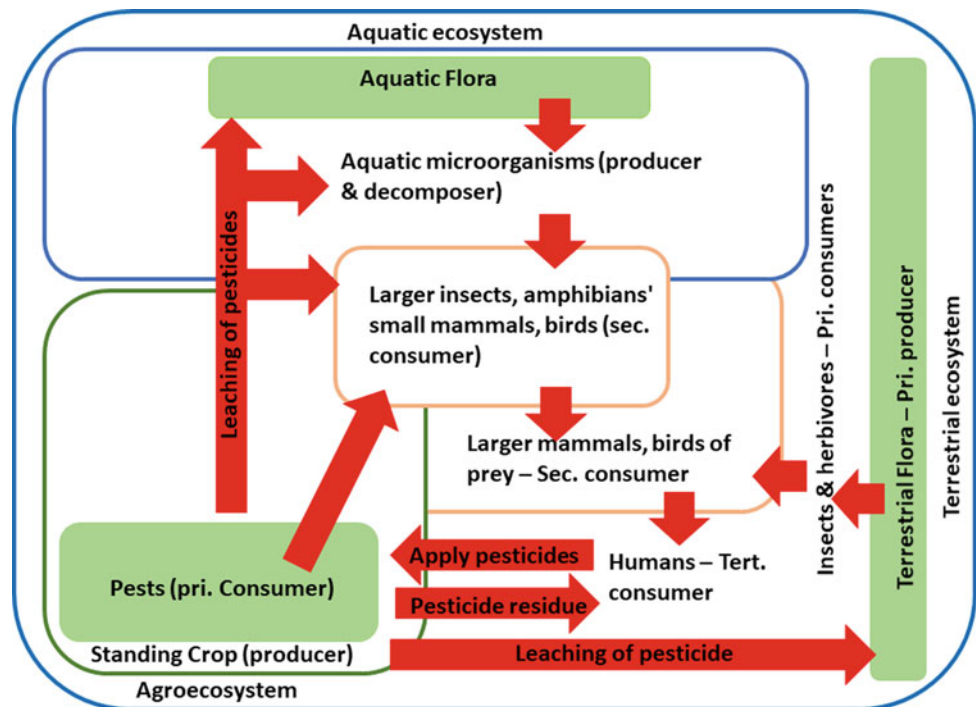 Aquatic ecosystem
Aquatic Flora
Aquatic microorganisms (producer
& decomposer)
Leaching of pesticides
Larger insects, amphibians'
small mammals, birds (sec.
consumer)
Larger mammals, birds of
prey – Sec. consumer
Insects & herbivores – Pri. consumers
Terrestrial Flora – Pri. producer
Terrestrial ecosystem
Apply pesticides
Humans – Tert.
consumer
Pests (pri. Consumer)
Pesticide residue
Standing Crop (producer)
Leaching of pesticide
Agroecosystem